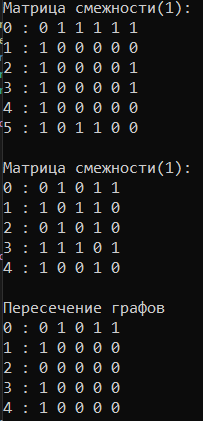 Матрица смежности(1):
0 : 0 1 1 1 1 1
1 : 1 0 0 0 0 0
2 : 1 0 0 0 0 1
3 : 1 0 0 0 0 1
4 : 1 0 0 0 0 0
5 : 1 0 1 1 0 0
Матрица смежности(1):
0 : 0 1 0 1 1
1 : 1 0 1 1 0
2 : 0 1 0 1 0
3 : 1 1 1 0 1
4 : 1 0 0 1 0
Пересечение графов
0 : 0 1 0 1 1
1 : 1 0 0 0 0
2 : 0 0 0 0 0
3 : 1 0 0 0 0
4 : 1 0 0 0 0